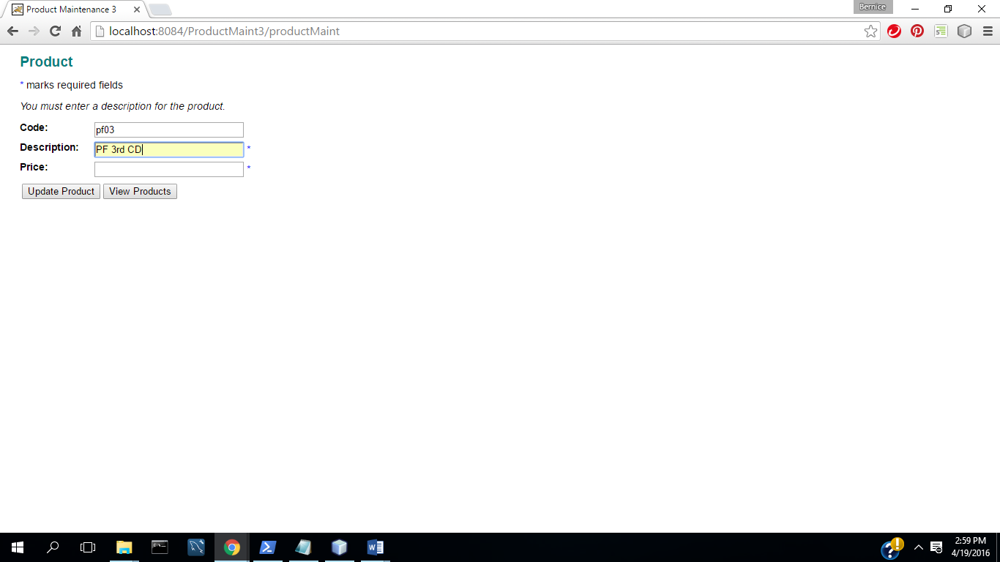 Product Maintenance 3
Bernice
localhost:8084/ProductMaint3/productMaint
Product
* marks required fields
You must enter a description for the product.
Code: pf03
Description: PF 3rd CD *
Price: *
Update Product View Products
2:59 PM
4/19/2016